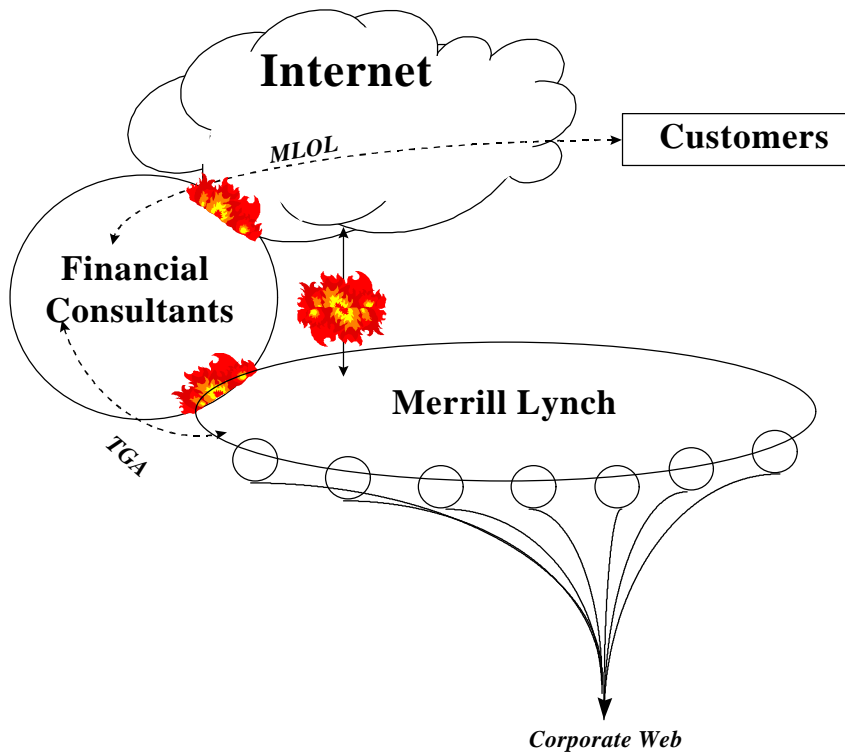 Internet
MLOL
Customers
Financial
Consultants
Merrill Lynch
TGA
Corporate Web